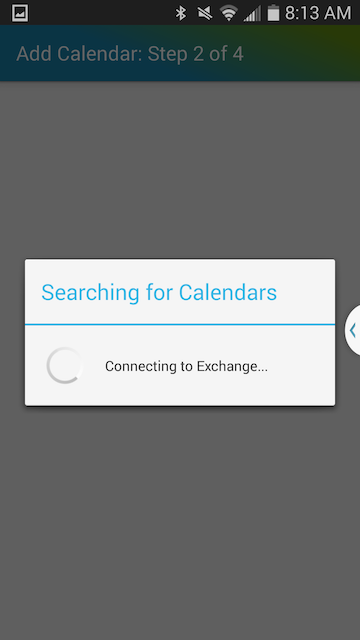 8:13 AM
Add Calendar: Step 2 of 4
Searching for Calendars
Connecting to Exchange...